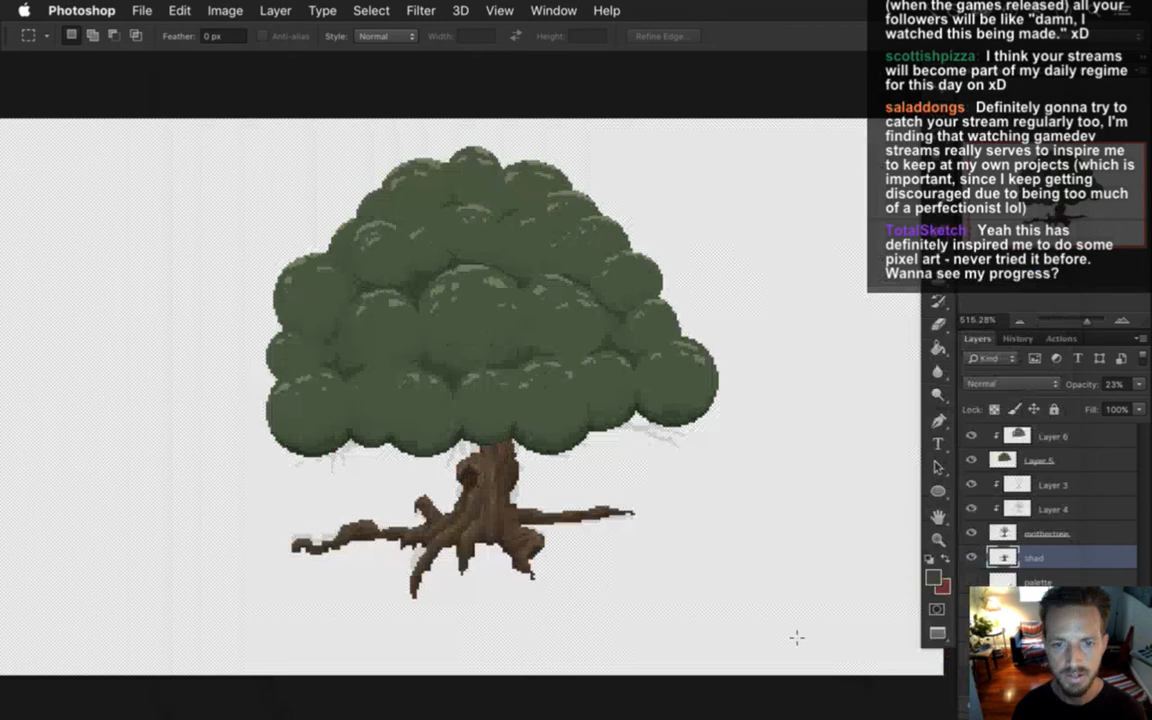 Photoshop File Edit Image Layer Type Select Filter 3D View Window Help
Feather: 0 px Anti-alias Style: Normal Width: Height: Refine Edge...
(when the games released) all your
followers will be like "damn, I
watched this being made." xD
scottishpizza I think your streams
will become part of my daily regime
for this day on xD
saladdongs Definitely gonna try to
catch your stream regularly too, I'm
finding that watching gamedev
streams really serves to inspire me
to keep at my own projects (which is
important, since I keep getting
discouraged due to being too much
of a perfectionist lol)
TotalSketch Yeah this has
definitely inspired me to do some
pixel art - never tried it before.
Wanna see my progress?
515.28%
Layers History Actions
Kind
Normal Opacity: 23%
Lock: Fill: 100%
Layer 6
Layer 5
Layer 3
Layer 4
shad
palette